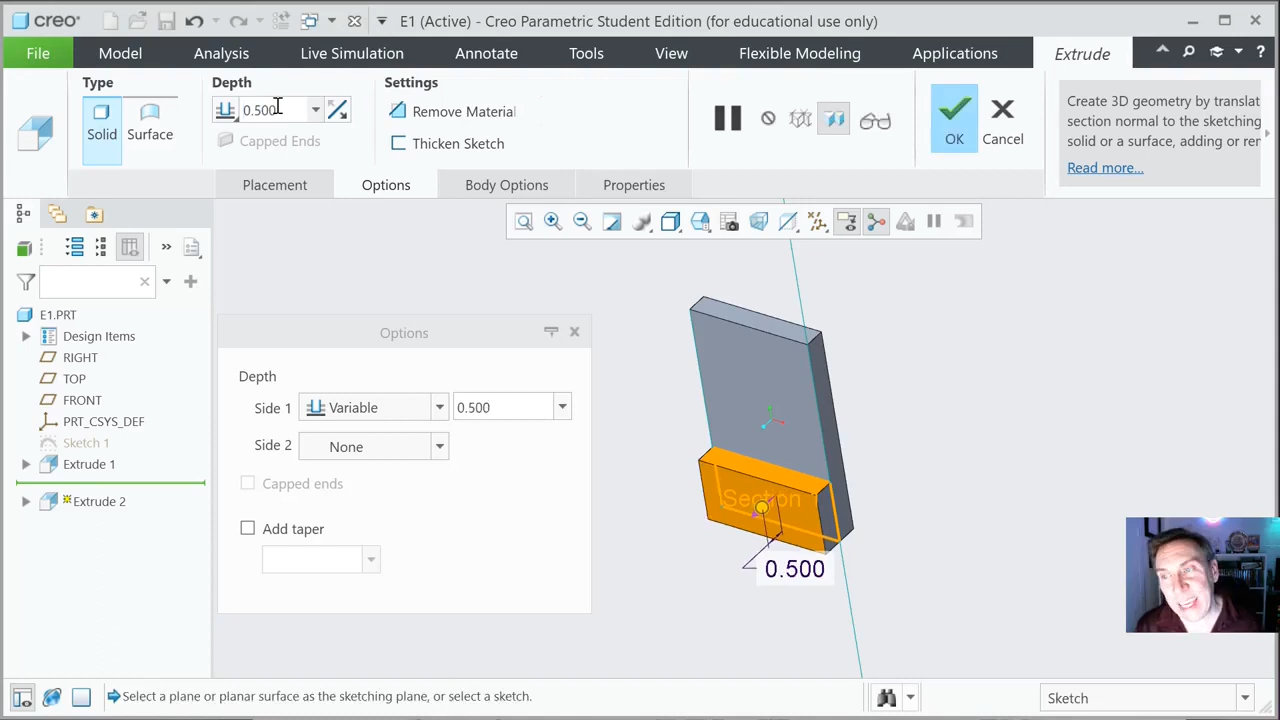 creo
E1 (Active) - Creo Parametric Student Edition (for educational use only)
File
Model
Analysis
Live Simulation
Annotate
Tools
View
Flexible Modeling
Applications
Extrude
Type
Solid
Surface
Depth
0.500
Capped Ends
Settings
Remove Material
Thicken Sketch
OK
Cancel
Create 3D geometry by translat
section normal to the sketching
solid or a surface, adding or rer
Read more...
Placement
Options
Body Options
Properties
E1.PRT
Design Items
RIGHT
TOP
FRONT
PRT_CSYS_DEF
Sketch 1
Extrude 1
Extrude 2
Options
Depth
Side 1
Variable
0.500
Side 2
None
Capped ends
Add taper
Section
0.500
Select a plane or planar surface as the sketching plane, or select a sketch.
Sketch